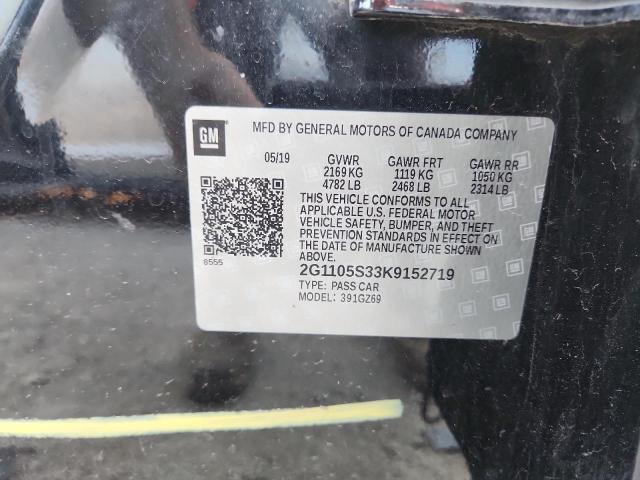 GM
MFD BY GENERAL MOTORS OF CANADA COMPANY
05/19 GVWR GAWR FRT GAWR RR
2169 KG 1119 KG 1050 KG
4782 LB 2468 LB 2314 LB
THIS VEHICLE CONFORMS TO ALL
APPLICABLE U.S. FEDERAL MOTOR
VEHICLE SAFETY, BUMPER, AND THEFT
PREVENTION STANDARDS IN EFFECT ON
THE DATE OF MANUFACTURE SHOWN
ABOVE.
8555
2G1105S33K9152719
TYPE: PASS CAR
MODEL: 391GZ69